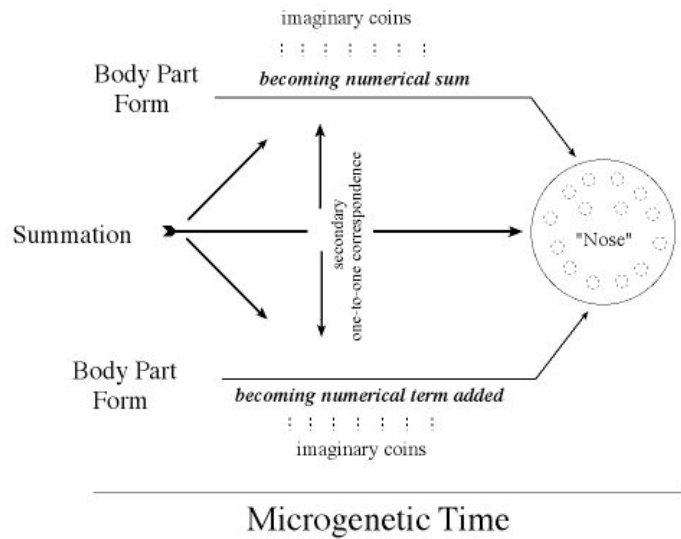 imaginary coins
Body Part
Form
becoming numerical sum
Summation
secondary
one-to-one correspondence
"Nose"
Body Part
Form
becoming numerical term added
imaginary coins
Microgenetic Time